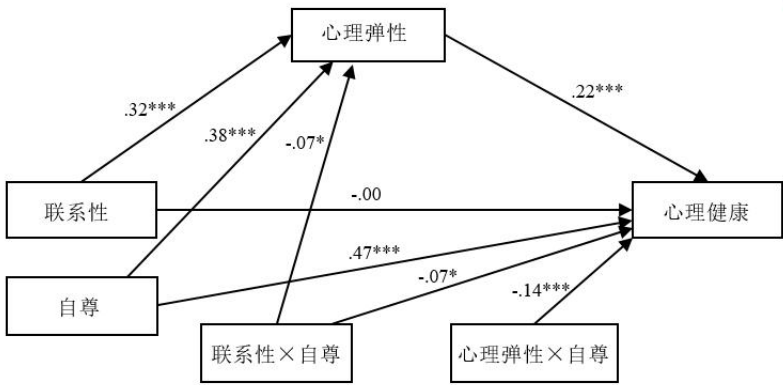 心理弹性
.32***
.38***
-.07*
.22***
联系性
-.00
心理健康
自尊
.47***
-.07*
-.14***
联系性×自尊
心理弹性×自尊